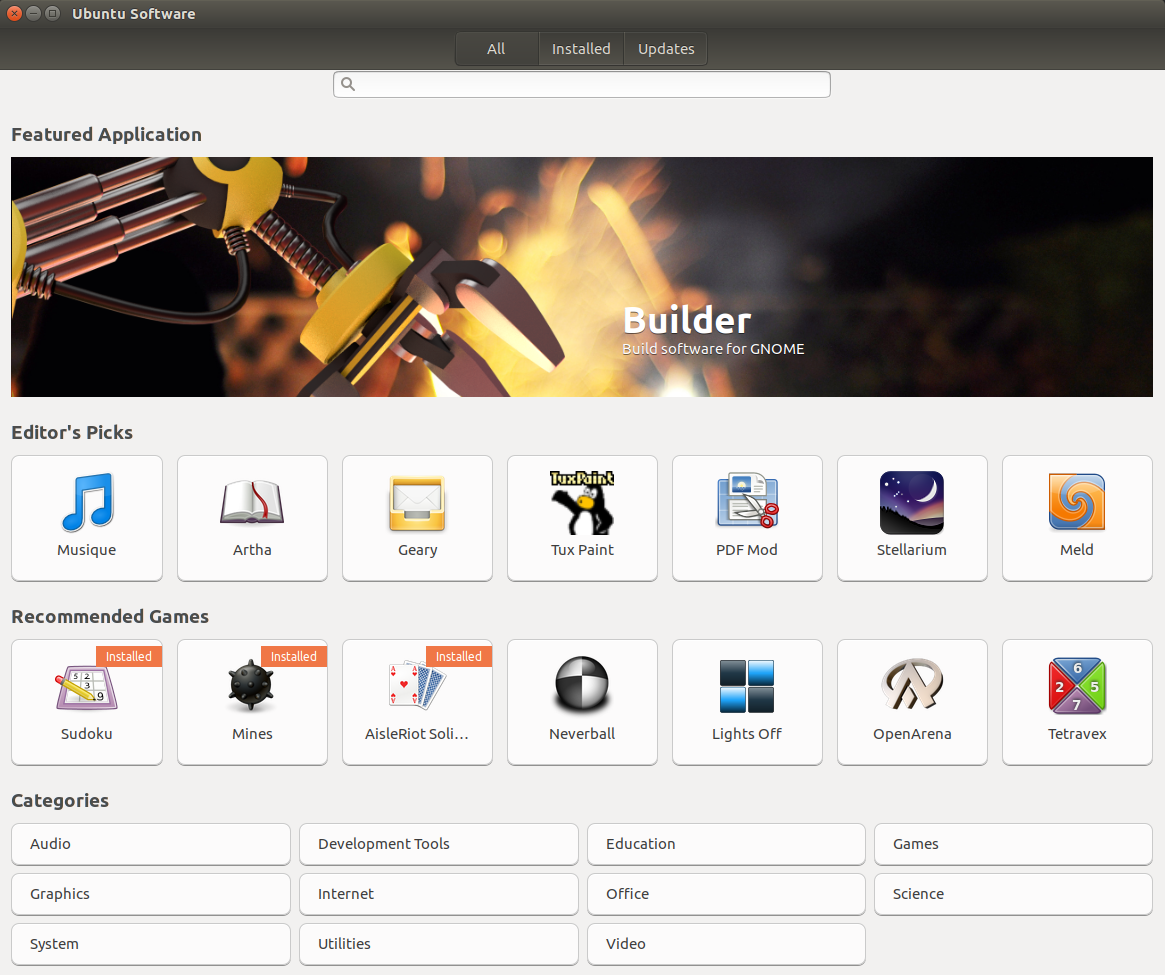 Ubuntu Software
All Installed Updates
Featured Application
Builder
Build software for GNOME
Editor's Picks
TuxPaint
Musique Artha Geary Tux Paint PDF Mod Stellarium Meld
Recommended Games
Installed Installed Installed
5 2 3 9
A A A A
6 2 5 7
Sudoku Mines AisleRiot Soli... Neverball Lights Off OpenArena Tetravex
Categories
Audio Development Tools Education Games
Graphics Internet Office Science
System Utilities Video